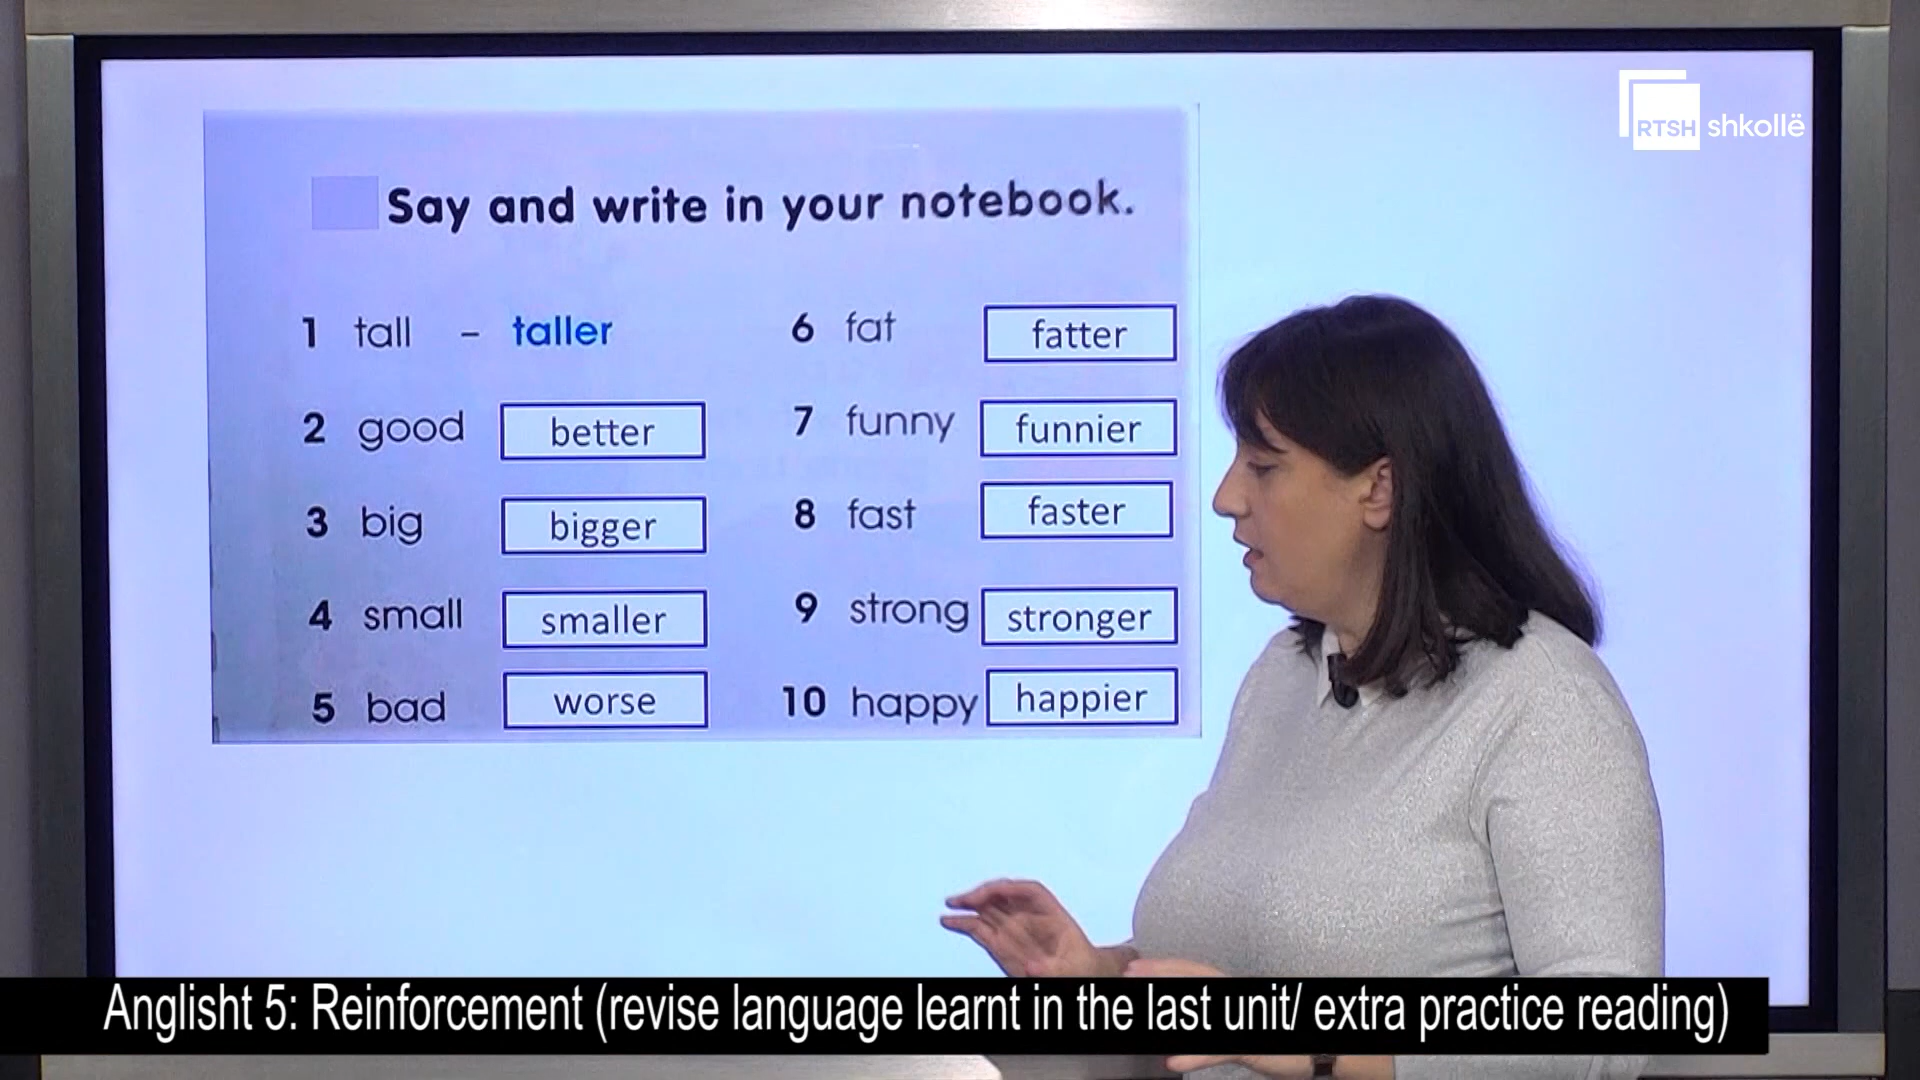 RTSH shkollë
Say and write in your notebook.
1 tall - taller
2 good better
3 big bigger
4 small smaller
5 bad worse
6 fat fatter
7 funny funnier
8 fast faster
9 strong stronger
10 happy happier
Anglisht 5: Reinforcement (revise language learnt in the last unit/ extra practice reading)